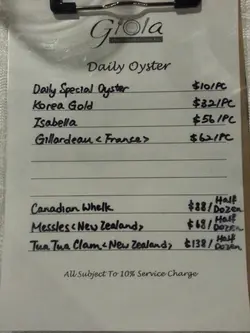 Giola
Daily Oyster
Daily Special Oyster $10/PC
Korea Gold $32/PC
Isabella $56/PC
Gillardeau <France> $62/PC
Canadian Whelk $88/ Half Dozen
Messles <New Zealand> $68/ Half Dozen
Tua Tua Clam <New Zealand> $138/ Half Dozen
All Subject To 10% Service Charge